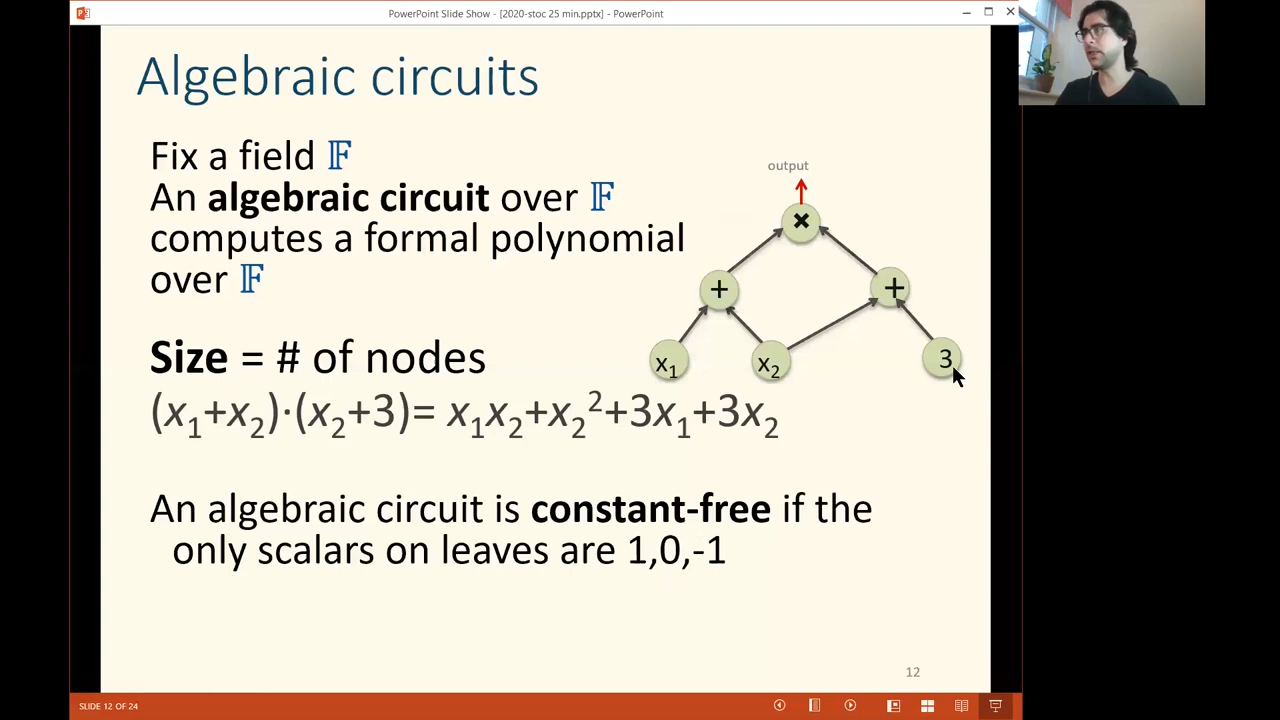 PowerPoint Slide Show - [2020-stoc 25 min.pptx] - PowerPoint
Algebraic circuits
Fix a field 𝔽
An algebraic circuit over 𝔽
computes a formal polynomial
over 𝔽
output
×
+ +
x₁ x₂ 3
Size = # of nodes
(x₁+x₂)·(x₂+3)= x₁x₂+x₂²+3x₁+3x₂
An algebraic circuit is constant-free if the
only scalars on leaves are 1,0,-1
12
SLIDE 12 OF 24